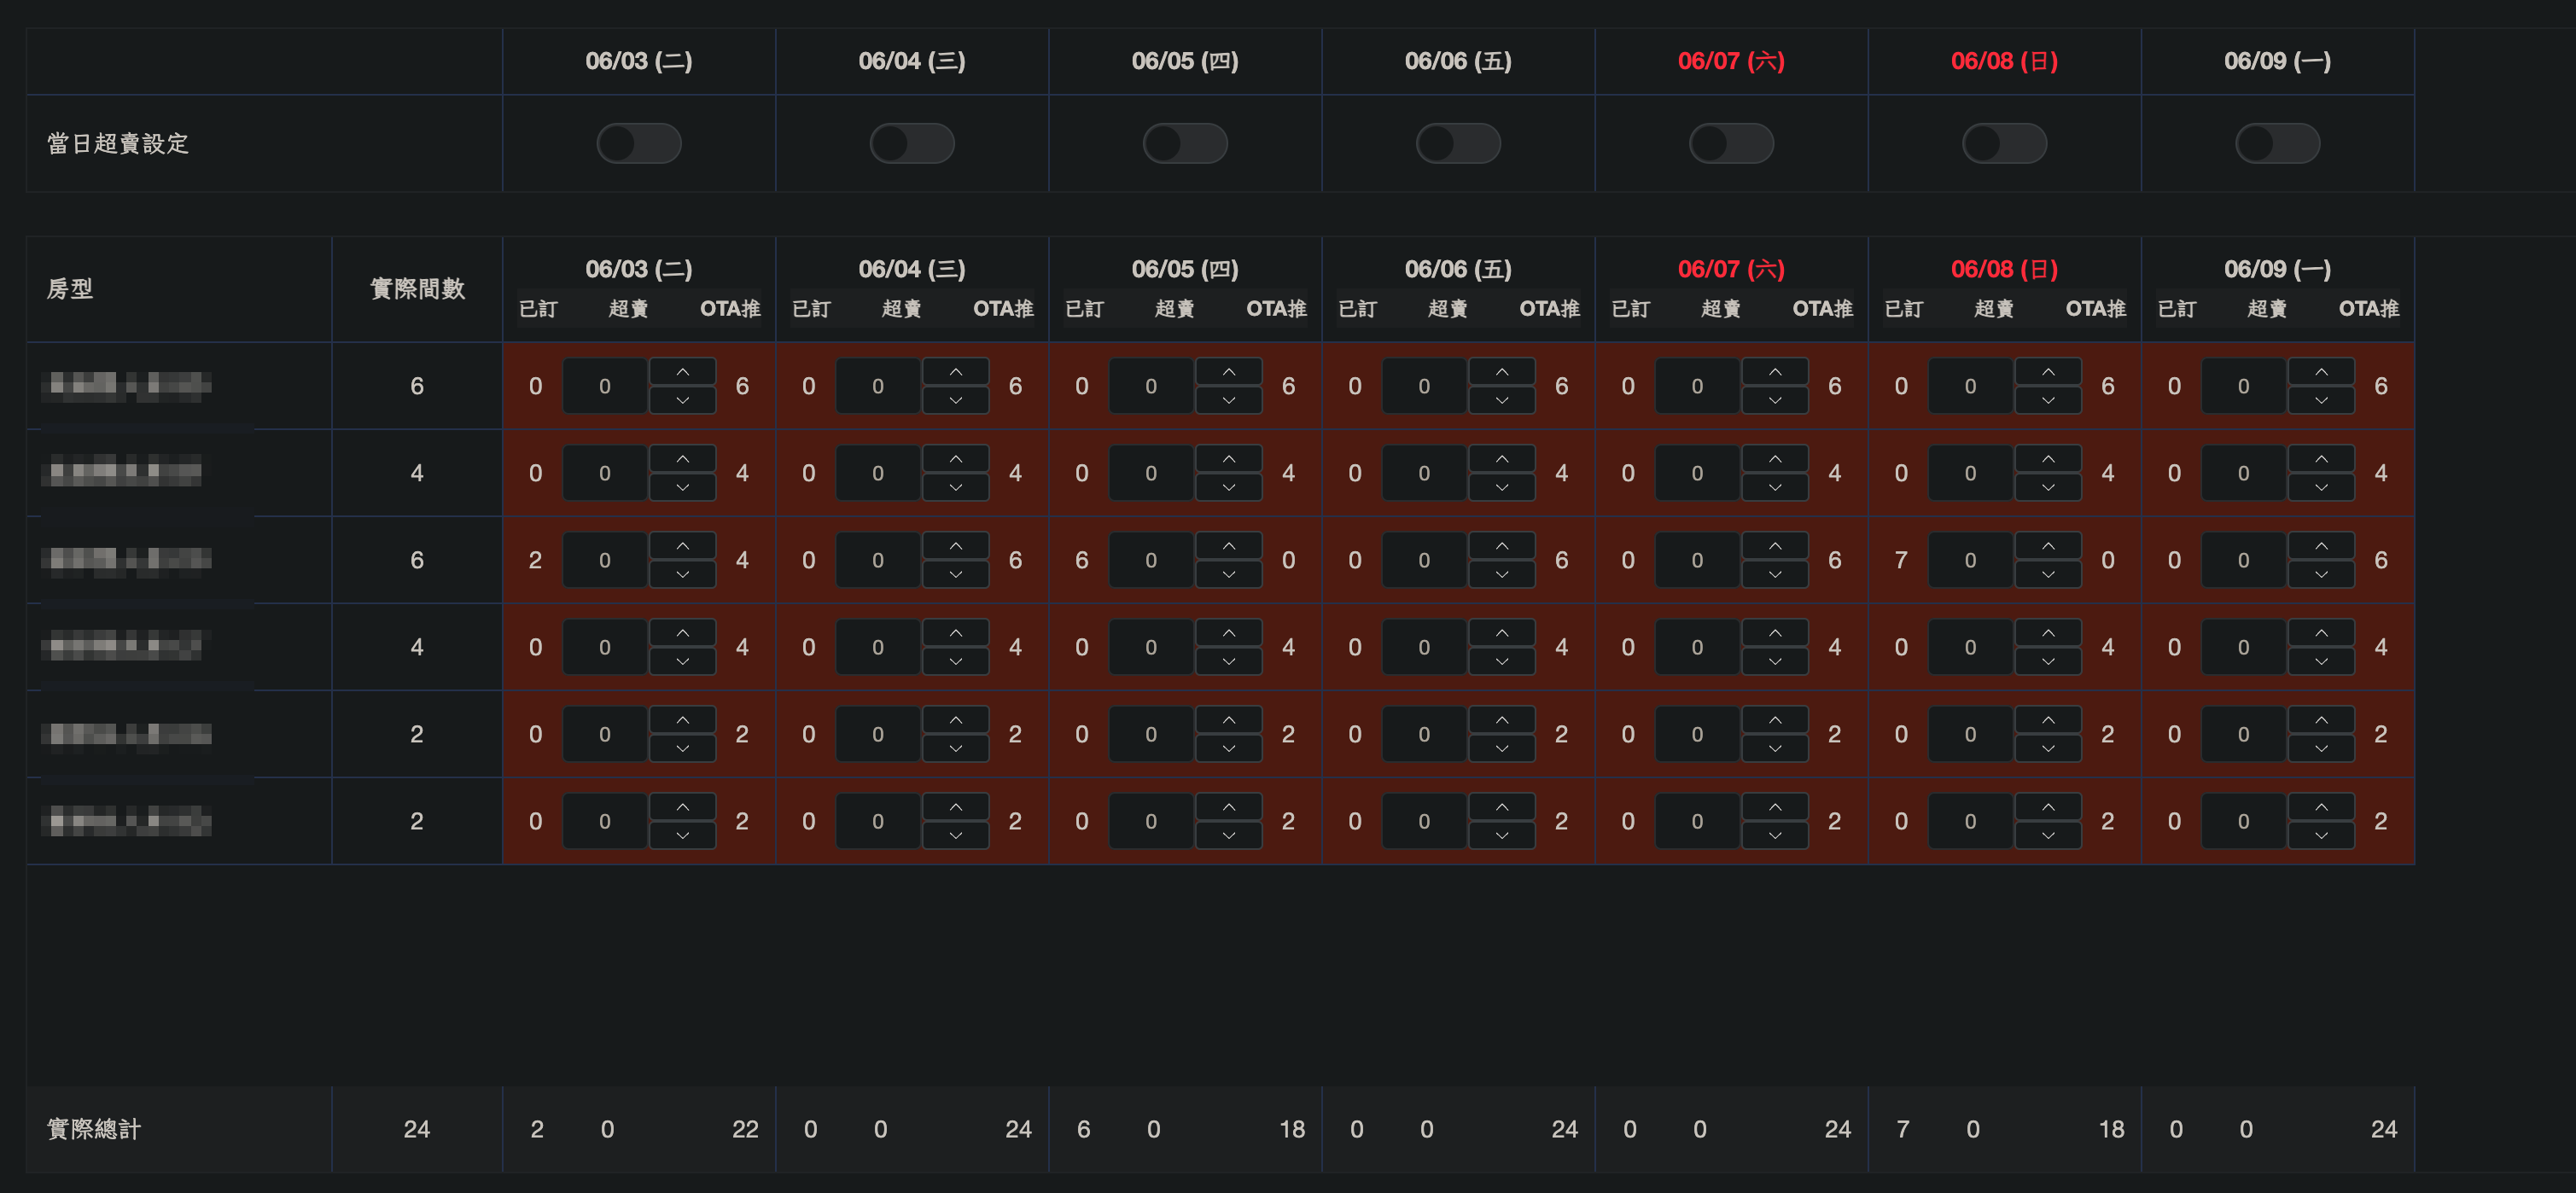 06/03 (二) 06/04 (三) 06/05 (四) 06/06 (五) 06/07 (六) 06/08 (日) 06/09 (一)
當日超賣設定
房型 實際間數 06/03 (二) 06/04 (三) 06/05 (四) 06/06 (五) 06/07 (六) 06/08 (日) 06/09 (一)
已訂 超賣 OTA推 已訂 超賣 OTA推 已訂 超賣 OTA推 已訂 超賣 OTA推 已訂 超賣 OTA推 已訂 超賣 OTA推 已訂 超賣 OTA推
6 0 0 6 0 0 6 0 0 6 0 0 6 0 0 6 0 0 6 0 0 6
4 0 0 4 0 0 4 0 0 4 0 0 4 0 0 4 0 0 4 0 0 4
6 2 0 4 0 0 6 6 0 0 0 0 6 0 0 6 7 0 0 0 0 6
4 0 0 4 0 0 4 0 0 4 0 0 4 0 0 4 0 0 4 0 0 4
2 0 0 2 0 0 2 0 0 2 0 0 2 0 0 2 0 0 2 0 0 2
2 0 0 2 0 0 2 0 0 2 0 0 2 0 0 2 0 0 2 0 0 2
實際總計 24 2 0 22 0 0 24 6 0 18 0 0 24 0 0 24 7 0 18 0 0 24